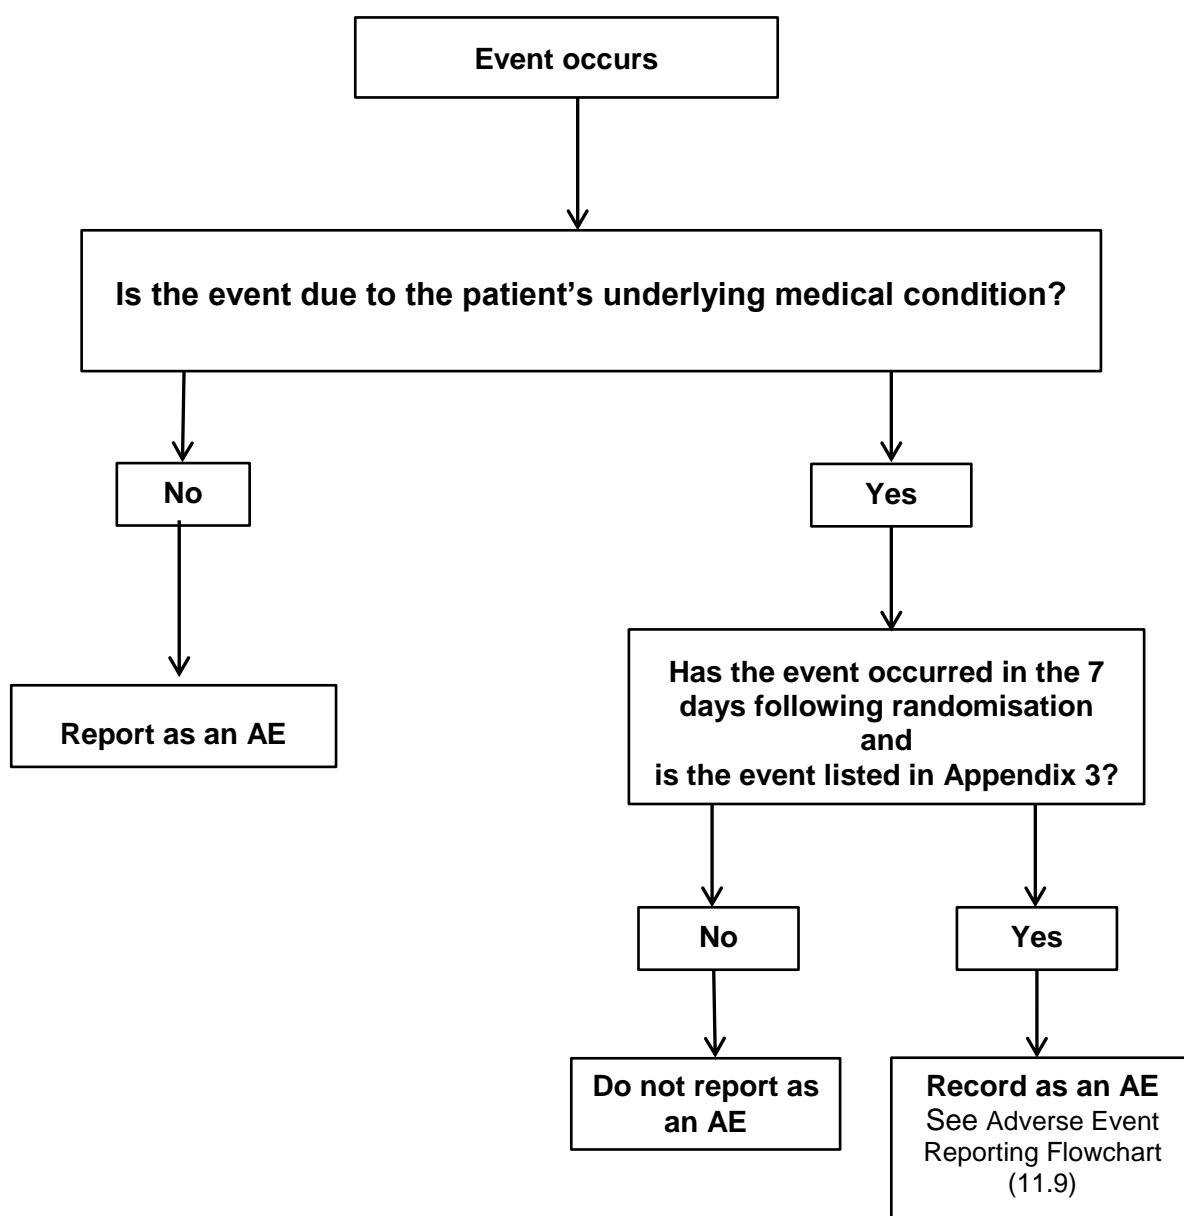 Event occurs
Is the event due to the patient’s underlying medical condition?
No
Yes
Report as an AE
Has the event occurred in the 7
days following randomisation
and
is the event listed in Appendix 3?
No
Yes
Do not report as
an AE
Record as an AE
See Adverse Event
Reporting Flowchart
(11.9)